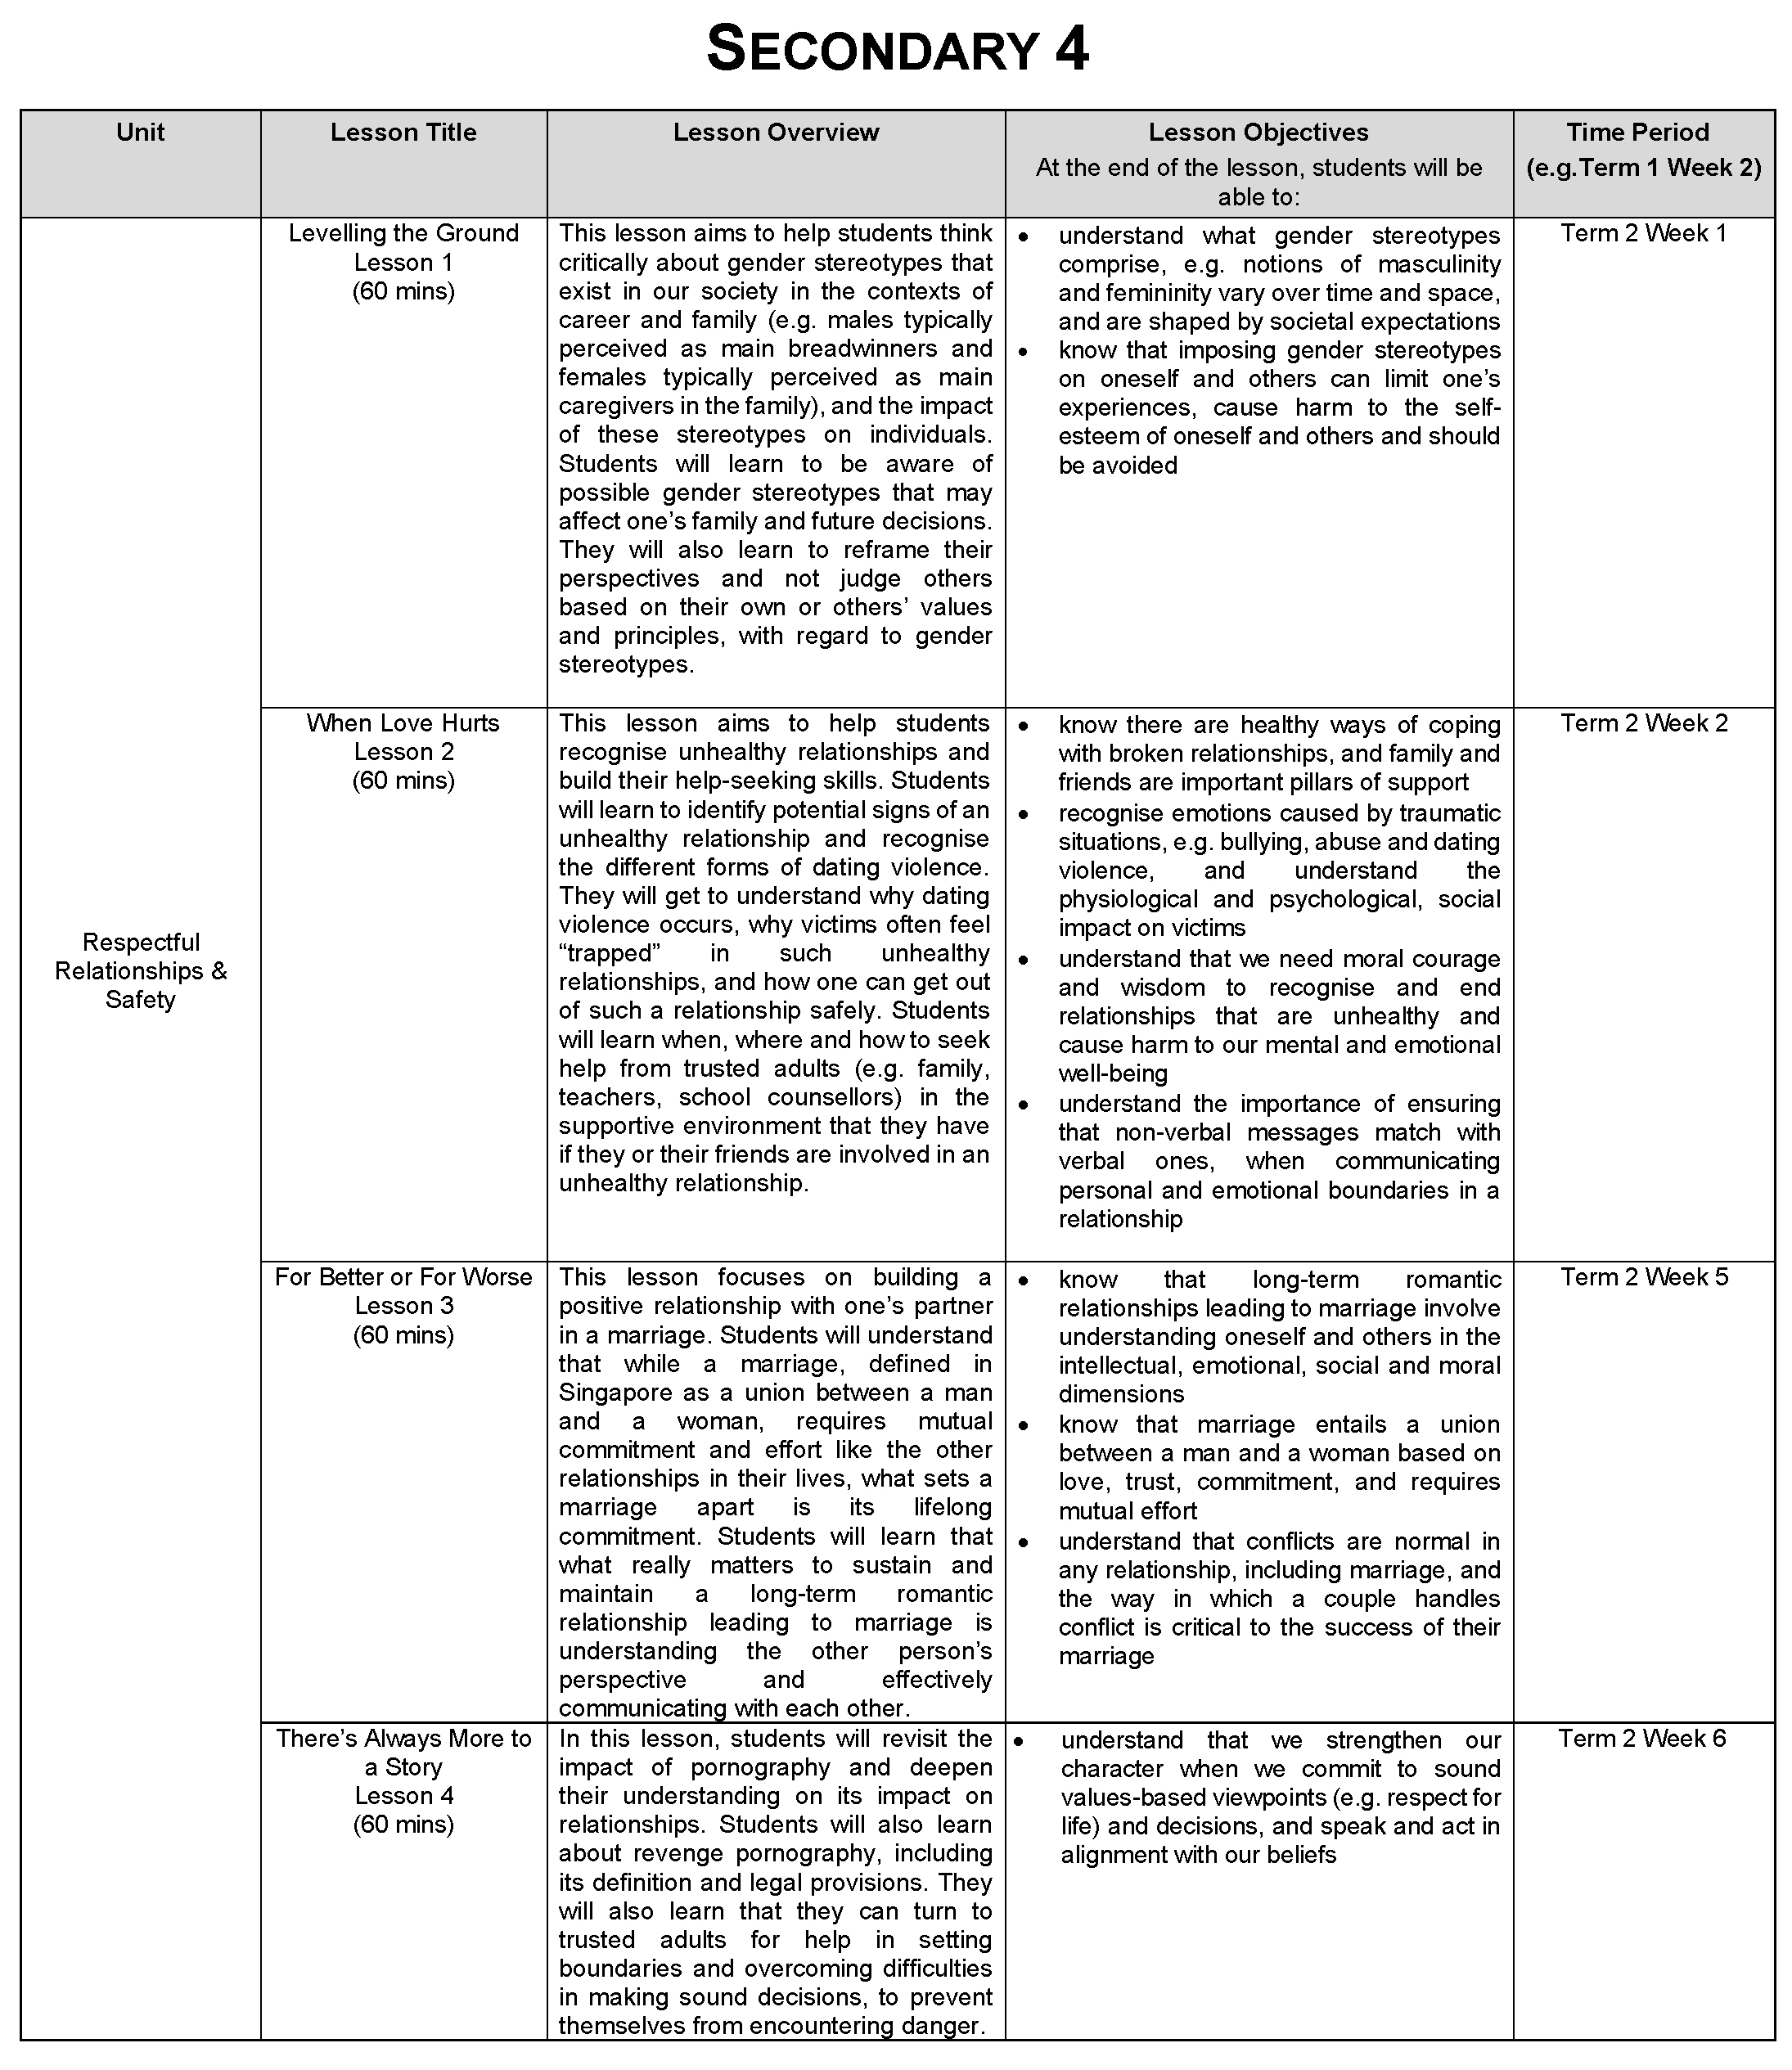 SECONDARY 4
Unit
Lesson Title
Lesson Overview
Lesson Objectives
At the end of the lesson, students will be
able to:
Time Period
(e.g.Term 1 Week 2)
Respectful
Relationships &
Safety
Levelling the Ground
Lesson 1
(60 mins)
This lesson aims to help students think
critically about gender stereotypes that
exist in our society in the contexts of
career and family (e.g. males typically
perceived as main breadwinners and
females typically perceived as main
caregivers in the family), and the impact
of these stereotypes on individuals.
Students will learn to be aware of
possible gender stereotypes that may
affect one’s family and future decisions.
They will also learn to reframe their
perspectives and not judge others
based on their own or others’ values
and principles, with regard to gender
stereotypes.
• understand what gender stereotypes
comprise, e.g. notions of masculinity
and femininity vary over time and space,
and are shaped by societal expectations
• know that imposing gender stereotypes
on oneself and others can limit one’s
experiences, cause harm to the self-
esteem of oneself and others and should
be avoided
Term 2 Week 1
When Love Hurts
Lesson 2
(60 mins)
This lesson aims to help students
recognise unhealthy relationships and
build their help-seeking skills. Students
will learn to identify potential signs of an
unhealthy relationship and recognise
the different forms of dating violence.
They will get to understand why dating
violence occurs, why victims often feel
“trapped” in such unhealthy
relationships, and how one can get out
of such a relationship safely. Students
will learn when, where and how to seek
help from trusted adults (e.g. family,
teachers, school counsellors) in the
supportive environment that they have
if they or their friends are involved in an
unhealthy relationship.
• know there are healthy ways of coping
with broken relationships, and family and
friends are important pillars of support
• recognise emotions caused by traumatic
situations, e.g. bullying, abuse and dating
violence, and understand the
physiological and psychological, social
impact on victims
• understand that we need moral courage
and wisdom to recognise and end
relationships that are unhealthy and
cause harm to our mental and emotional
well-being
• understand the importance of ensuring
that non-verbal messages match with
verbal ones, when communicating
personal and emotional boundaries in a
relationship
Term 2 Week 2
For Better or For Worse
Lesson 3
(60 mins)
This lesson focuses on building a
positive relationship with one’s partner
in a marriage. Students will understand
that while a marriage, defined in
Singapore as a union between a man
and a woman, requires mutual
commitment and effort like the other
relationships in their lives, what sets a
marriage apart is its lifelong
commitment. Students will learn that
what really matters to sustain and
maintain a long-term romantic
relationship leading to marriage is
understanding the other person’s
perspective and effectively
communicating with each other.
• know that long-term romantic
relationships leading to marriage involve
understanding oneself and others in the
intellectual, emotional, social and moral
dimensions
• know that marriage entails a union
between a man and a woman based on
love, trust, commitment, and requires
mutual effort
• understand that conflicts are normal in
any relationship, including marriage, and
the way in which a couple handles
conflict is critical to the success of their
marriage
Term 2 Week 5
There’s Always More to
a Story
Lesson 4
(60 mins)
In this lesson, students will revisit the
impact of pornography and deepen
their understanding on its impact on
relationships. Students will also learn
about revenge pornography, including
its definition and legal provisions. They
will also learn that they can turn to
trusted adults for help in setting
boundaries and overcoming difficulties
in making sound decisions, to prevent
themselves from encountering danger.
• understand that we strengthen our
character when we commit to sound
values-based viewpoints (e.g. respect for
life) and decisions, and speak and act in
alignment with our beliefs
Term 2 Week 6